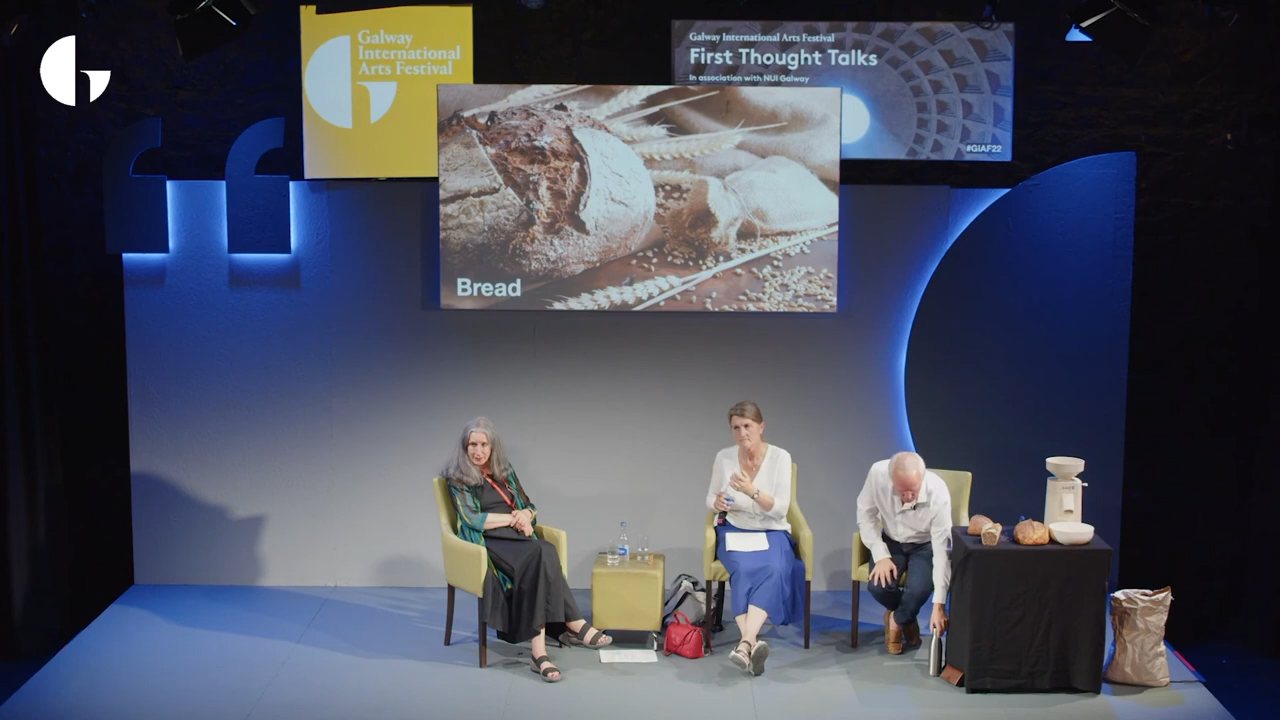 Galway
International
Arts Festival
Galway International Arts Festival
First Thought Talks
In association with NUI Galway
#GIAF22
Bread